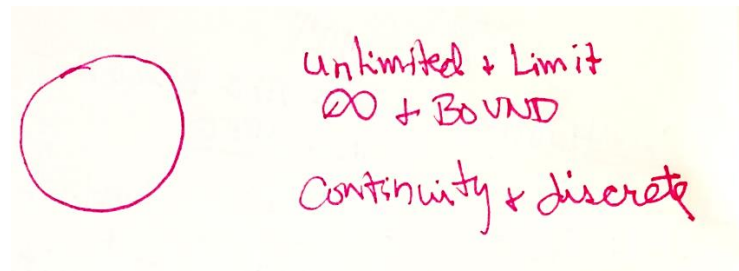 Unlimited + Limit
∞ + BOUND
Continuity + discrete